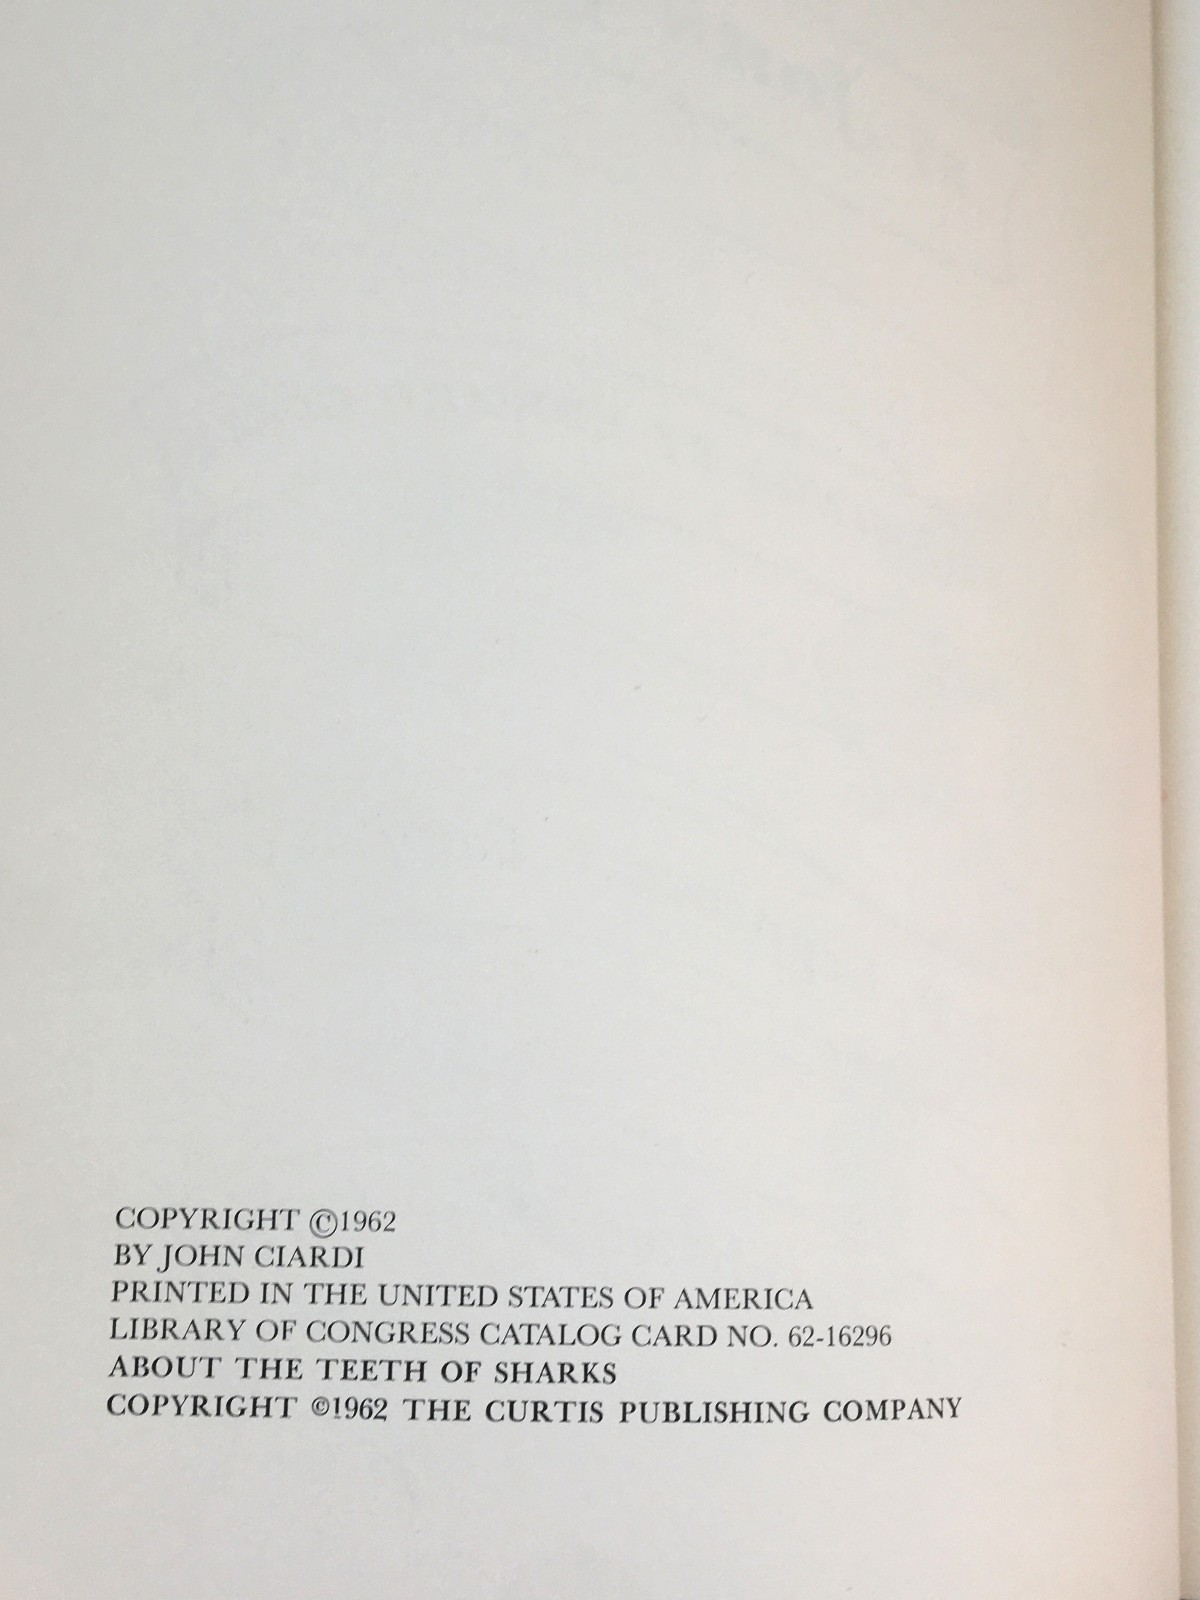 COPYRIGHT ©1962
BY JOHN CIARDI
PRINTED IN THE UNITED STATES OF AMERICA
LIBRARY OF CONGRESS CATALOG CARD NO. 62-16296
ABOUT THE TEETH OF SHARKS
COPYRIGHT ©1962 THE CURTIS PUBLISHING COMPANY